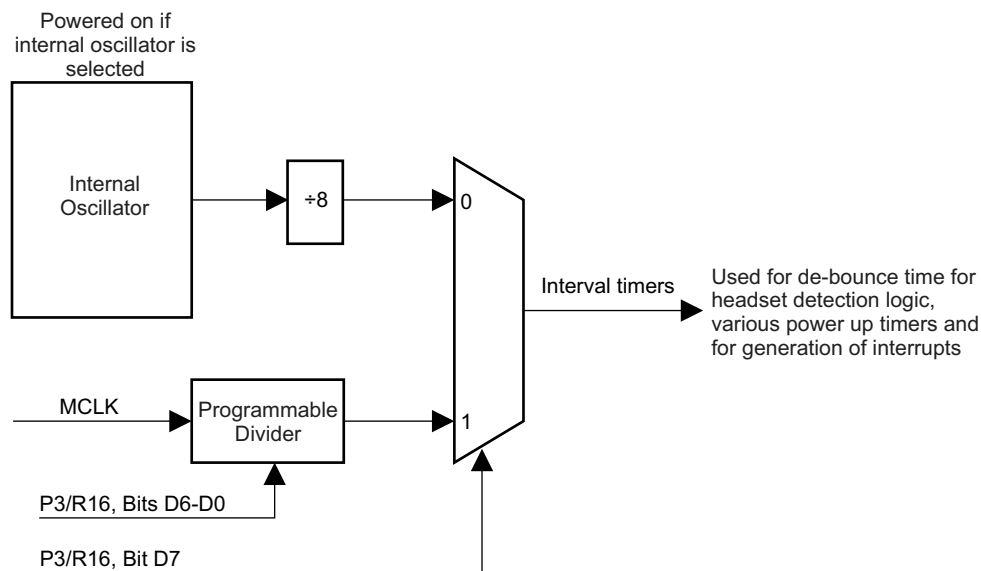 Powered on if
internal oscillator is
selected
Internal
Oscillator
÷8
0
Interval timers
Used for de-bounce time for
headset detection logic,
various power up timers and
for generation of interrupts
MCLK
Programmable
Divider
1
P3/R16, Bits D6-D0
P3/R16, Bit D7